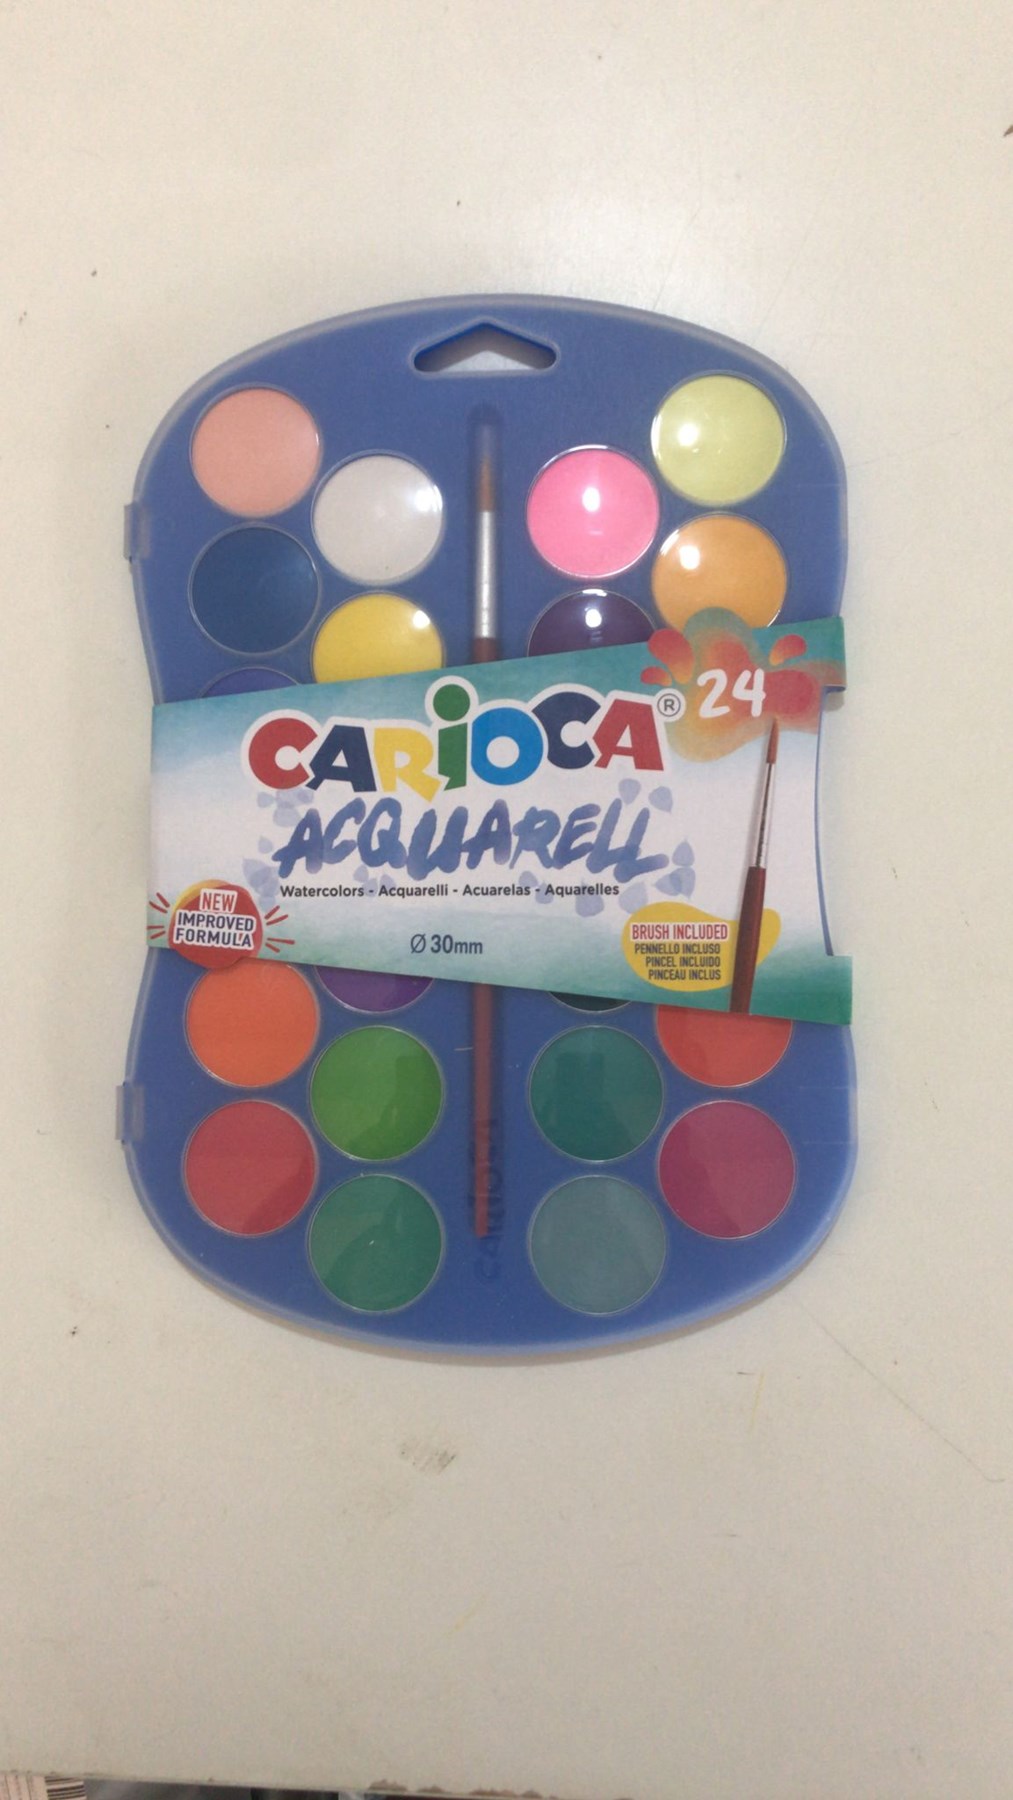 CARIOCA®
24
ACQUARELL
Watercolors - Acquarelli - Acuarelas - Aquarelles
NEW
IMPROVED
FORMULA
Ø 30mm
BRUSH INCLUDED
PENNELLO INCLUSO
PINCEL INCLUIDO
PINCEAU INCLUS
CARIOCA